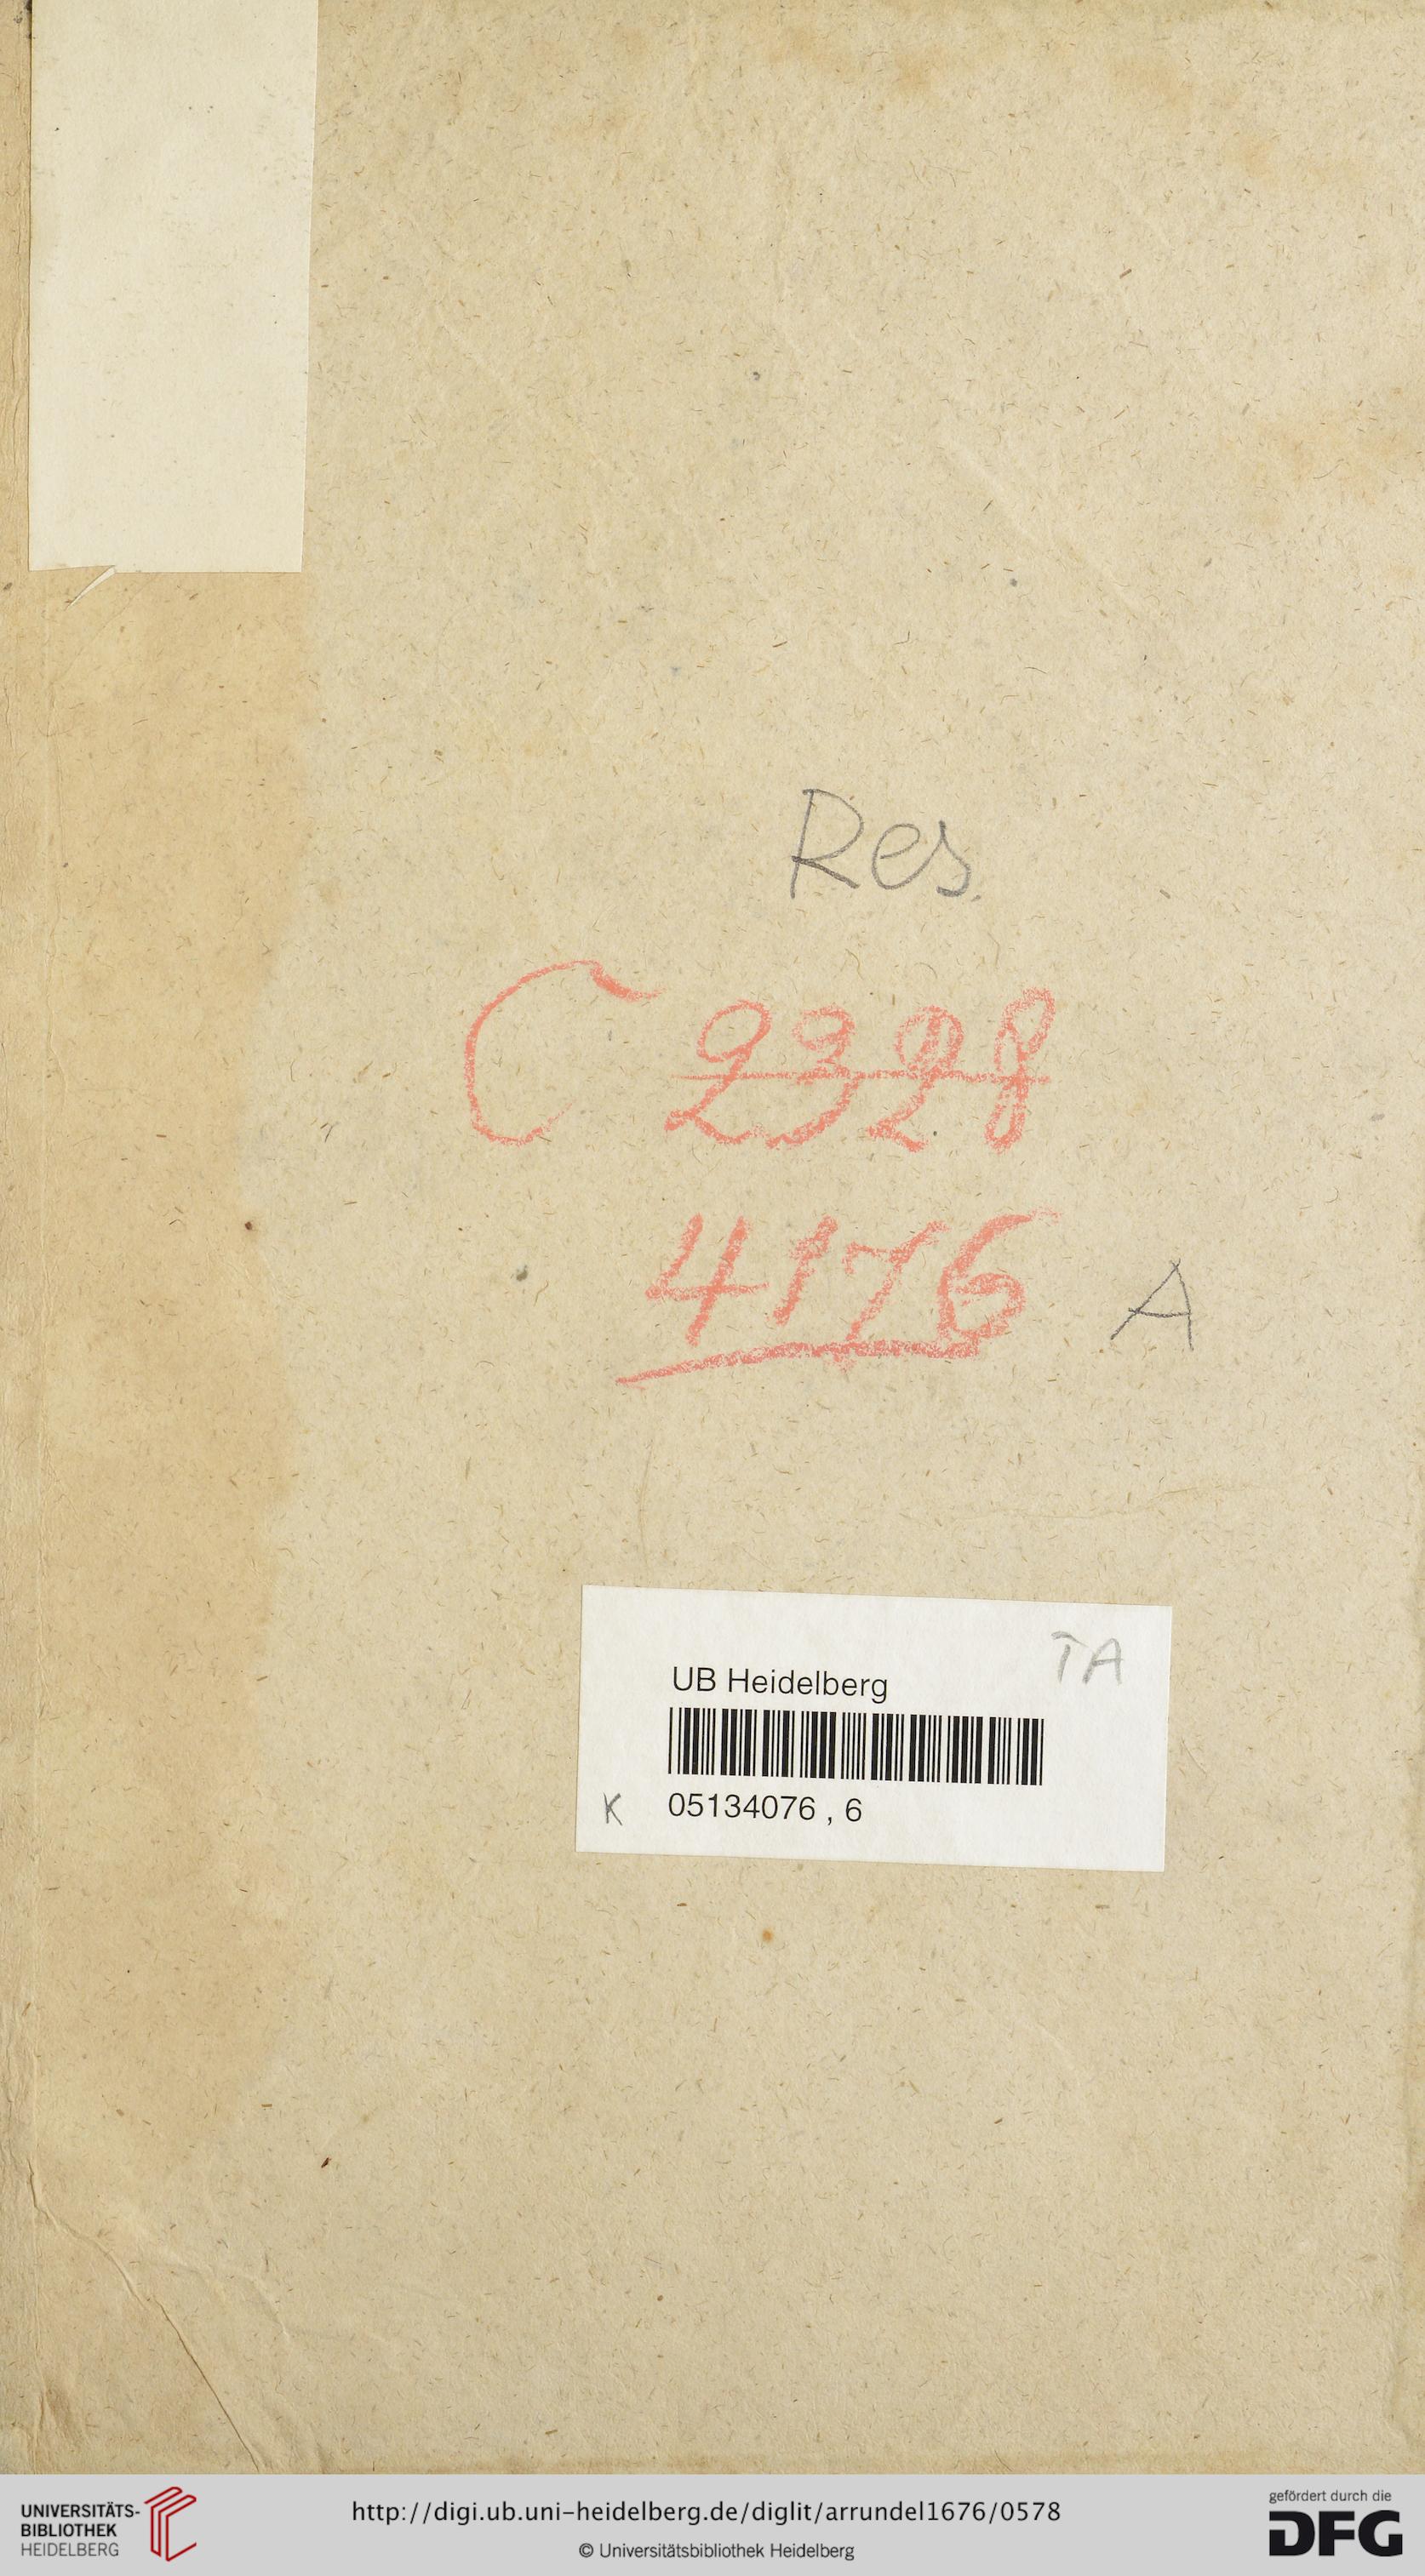 Res.
C 2328
4176 A
TA
UB Heidelberg
K 05134076 , 6
UNIVERSITÄTS-
BIBLIOTHEK
HEIDELBERG
http://digi.ub.uni-heidelberg.de/diglit/arrundel1676/0578
© Universitätsbibliothek Heidelberg
gefördert durch die
DFG